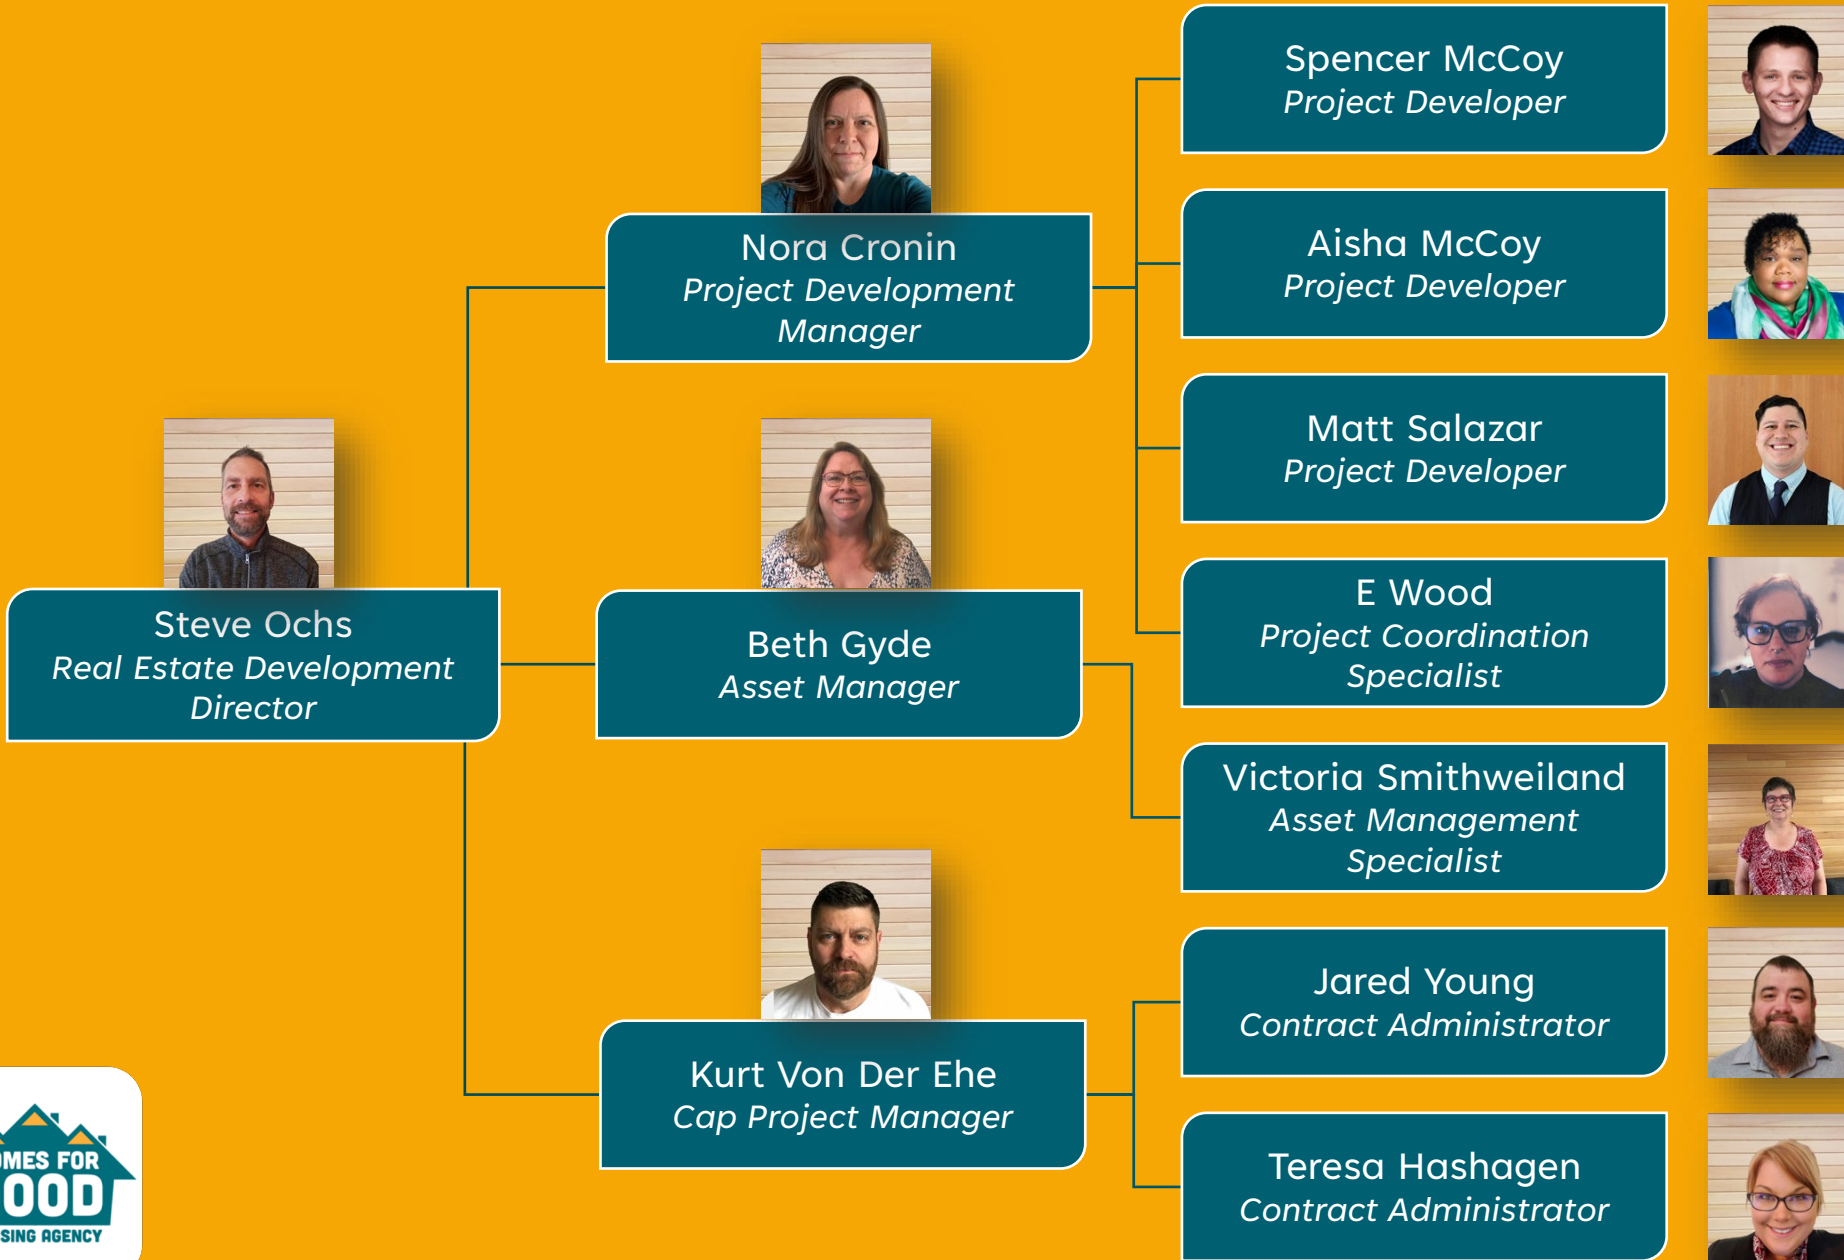 Spencer McCoy
Project Developer
Nora Cronin
Project Development
Manager
Aisha McCoy
Project Developer
Matt Salazar
Project Developer
Steve Ochs
Real Estate Development
Director
Beth Gyde
Asset Manager
E Wood
Project Coordination
Specialist
Victoria Smithweiland
Asset Management
Specialist
Kurt Von Der Ehe
Cap Project Manager
Jared Young
Contract Administrator
Teresa Hashagen
Contract Administrator
OMES FOR
OOD
SING AGENCY